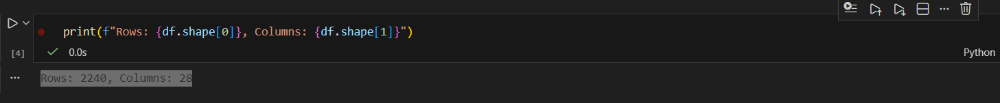 print(f"Rows: {df.shape[0]}, Columns: {df.shape[1]}")
[4]
0.0s
Python
Rows: 2240, Columns: 28